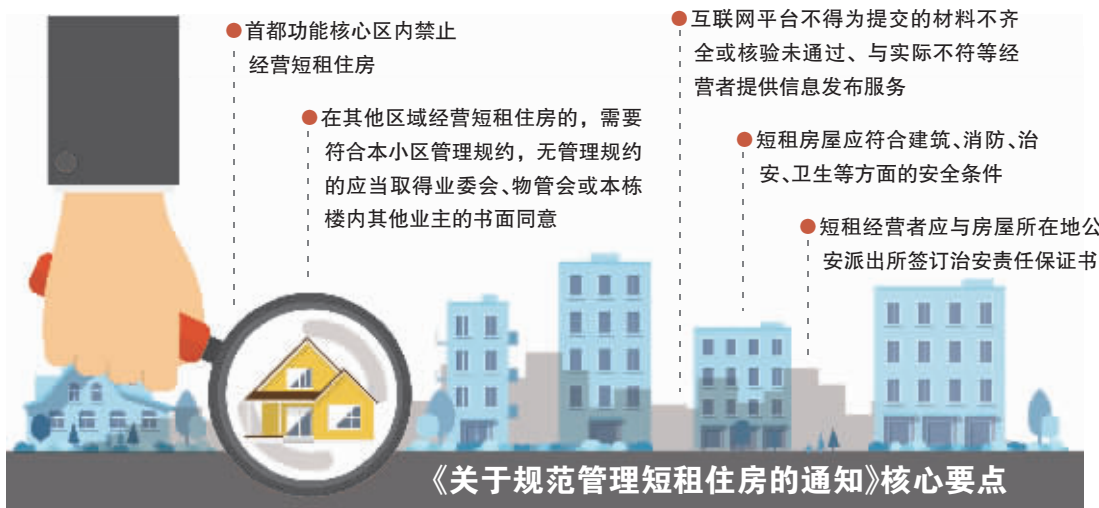 首都功能核心区内禁止
经营短租住房
在其他区域经营短租住房的，需要
符合本小区管理规约，无管理规约
的应当取得业委会、物管会或本栋
楼内其他业主的书面同意
互联网平台不得为提交的材料不齐
全或核验未通过、与实际不符等经
营者提供信息发布服务
短租房屋应符合建筑、消防、治
安、卫生等方面的安全条件
短租经营者应与房屋所在地公
安派出所签订治安责任保证书
《关于规范管理短租住房的通知》核心要点